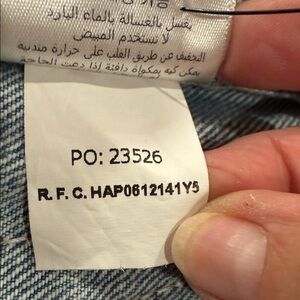 يغسل بالغسالة بالماء البارد
لا تستخدم المبيض
التجفيف عن طريق القلب على حرارة متدنية
يمكن كيه بمكواة دافئة إذا دعت الحاجة
PO: 23526
R. F. C. HAP0612141Y5